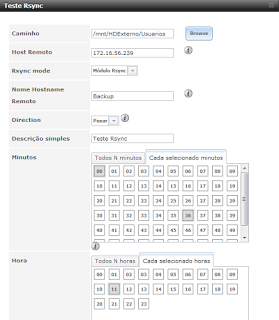 Teste Rsync
Caminho
/mnt/HDExterno/Usuarios
Browse
Host Remoto
172.16.56.239
Rsync mode
Módulo Rsync
Nome Hostname
Remoto
Backup
Direction
Puxar
Descrição simples
Teste Rsync
Minutos
Todos N minutos
Cada selecionado minutos
00 01 02 03 04 05 06 07 08 09
10 11 12 13 14 15 16 17 18 19
20 21 22 23 24 25 26 27 28 29
30 31 32 33 34 35 36 37 38 39
40 41 42 43 44 45 46 47 48 49
Hora
Todos N horas
Cada selecionado horas
00 01 02 03 04 05 06 07 08 09
10 11 12 13 14 15 16 17 18 19
20 21 22 23